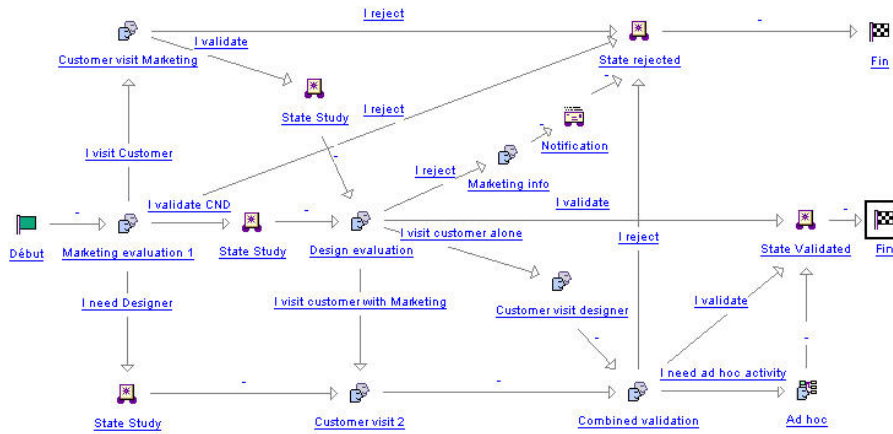 I reject
I validate
Customer visit Marketing
State rejected
Fin
I reject
State Study
-
Notification
I visit Customer
I reject
Marketing info
I validate CND
I validate
I visit customer alone
I reject
Début
Marketing evaluation 1
State Study
Design evaluation
State Validated
Fin
I need Designer
I visit customer with Marketing
Customer visit designer
I validate
I need ad hoc activity
State Study
Customer visit 2
Combined validation
Ad hoc